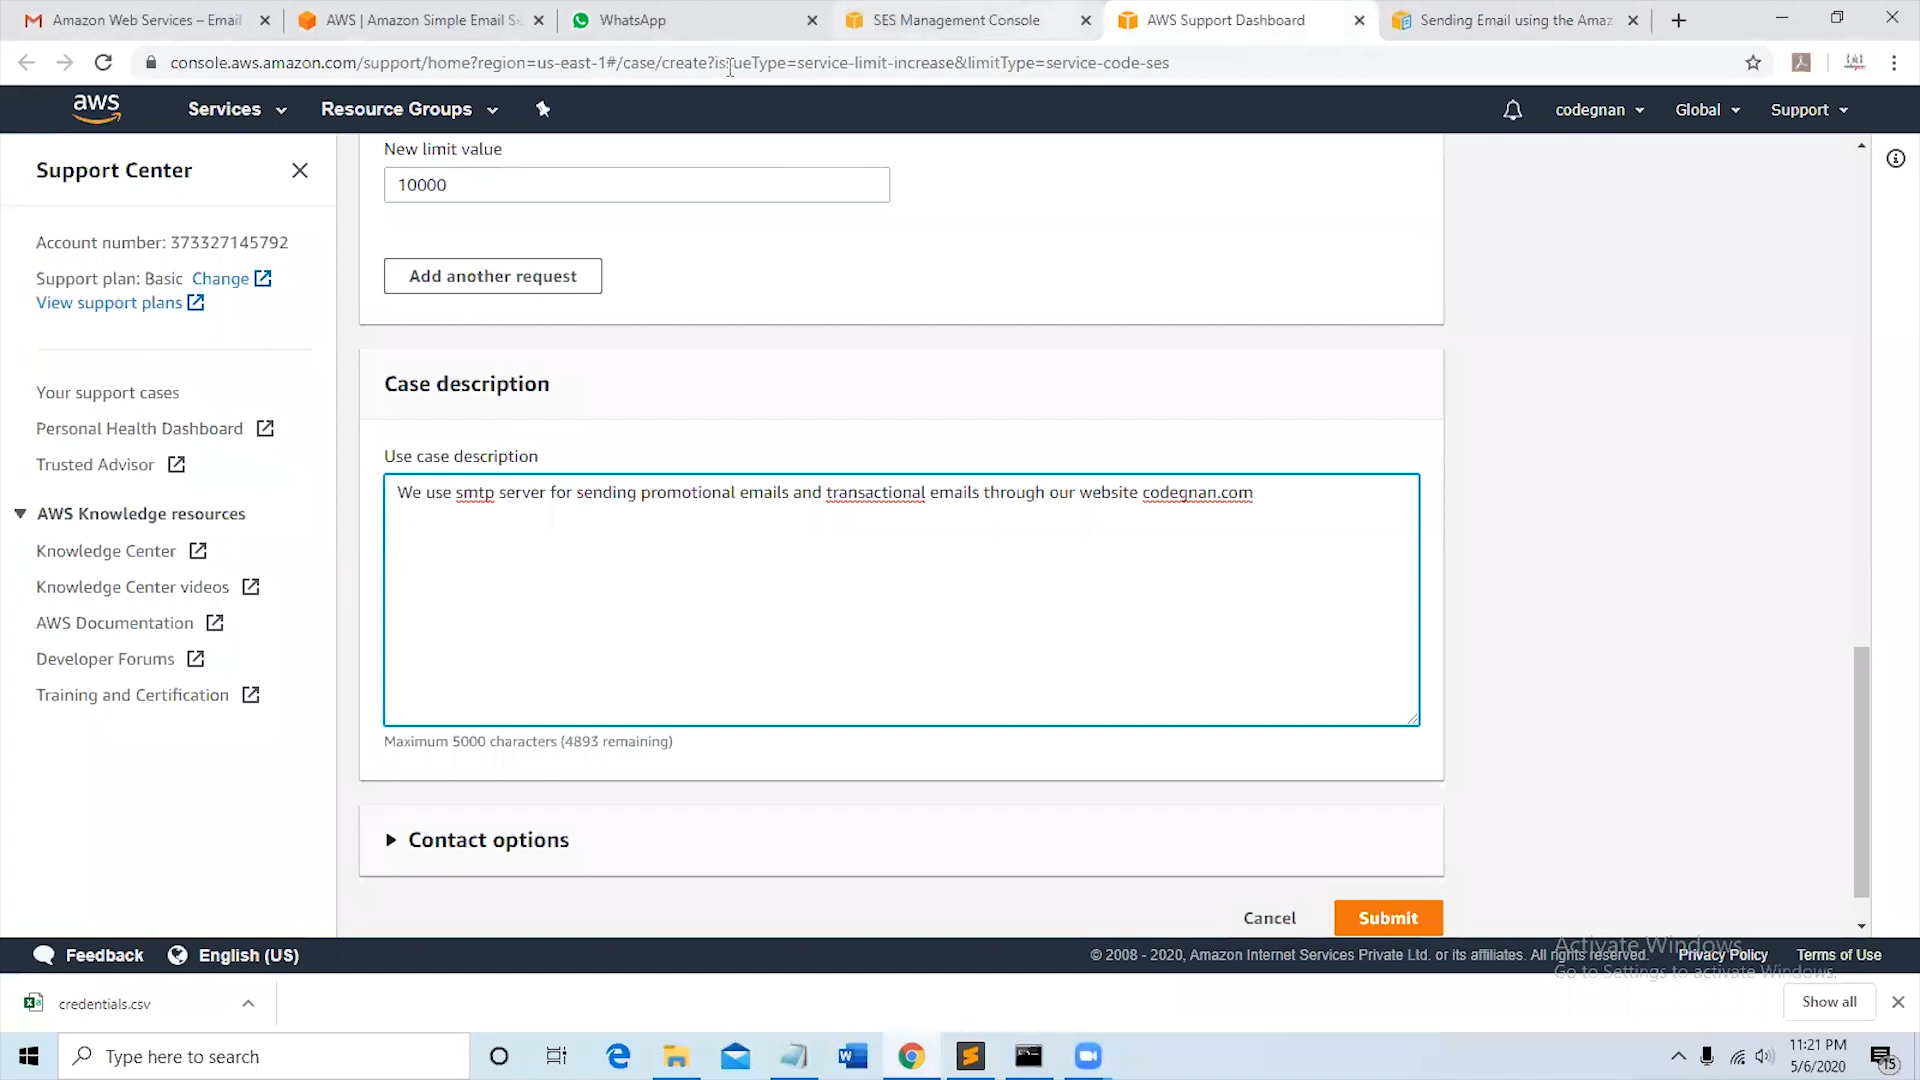 Amazon Web Services – Email
AWS | Amazon Simple Email Se
WhatsApp
SES Management Console
AWS Support Dashboard
Sending Email using the Amaz
console.aws.amazon.com/support/home?region=us-east-1#/case/create?issueType=service-limit-increase&limitType=service-code-ses
aws
Services
Resource Groups
codegnan
Global
Support
Support Center
Account number: 373327145792
Support plan: Basic Change
View support plans
Your support cases
Personal Health Dashboard
Trusted Advisor
AWS Knowledge resources
Knowledge Center
Knowledge Center videos
AWS Documentation
Developer Forums
Training and Certification
New limit value
10000
Add another request
Case description
Use case description
We use smtp server for sending promotional emails and transactional emails through our website codegnan.com
Maximum 5000 characters (4893 remaining)
Contact options
Cancel
Submit
Feedback
English (US)
© 2008 - 2020, Amazon Internet Services Private Ltd. or its affiliates. All rights reserved.
Privacy Policy
Terms of Use
Activate Windows
Go to Settings to activate Windows.
credentials.csv
Show all
Type here to search
11:21 PM
5/6/2020
15